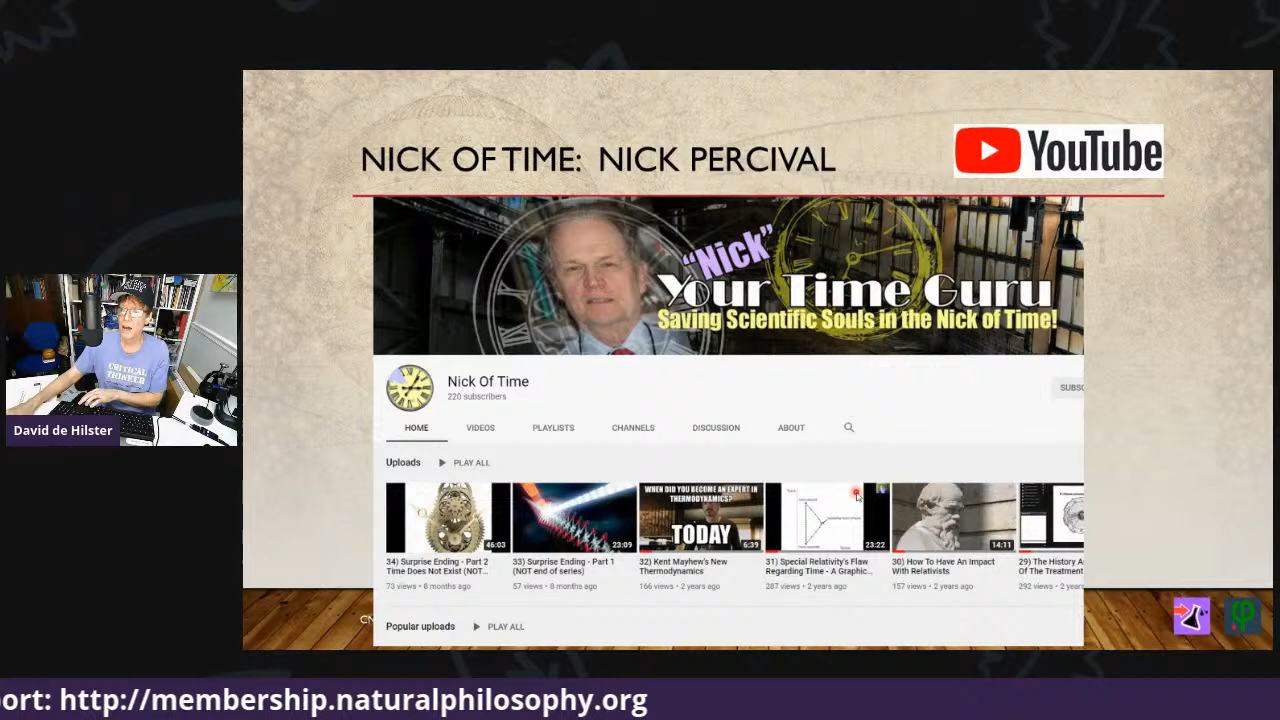 NICK OF TIME: NICK PERCIVAL
YouTube
"Nick"
Your Time Guru
Saving Scientific Souls in the Nick of Time!
Nick Of Time
220 subscribers
SUBSC
HOME VIDEOS PLAYLISTS CHANNELS DISCUSSION ABOUT
Uploads PLAY ALL
WHEN DID YOU BECOME AN EXPERT IN
THERMODYNAMICS?
TODAY
46:03 23:09 6:39 23:22 14:11
34) Surprise Ending - Part 2
Time Does Not Exist (NOT...
73 views • 8 months ago
33) Surprise Ending - Part 1
(NOT end of series)
57 views • 8 months ago
32) Kent Mayhew's New
Thermodynamics
166 views • 2 years ago
31) Special Relativity's Flaw
Regarding Time - A Graphic...
287 views • 2 years ago
30) How To Have An Impact
With Relativists
157 views • 2 years ago
29) The History A
Of The Treatment
292 views • 2 yea
Popular uploads PLAY ALL
CN
CRITICAL
THINKER
David de Hilster
ort: http://membership.naturalphilosophy.org